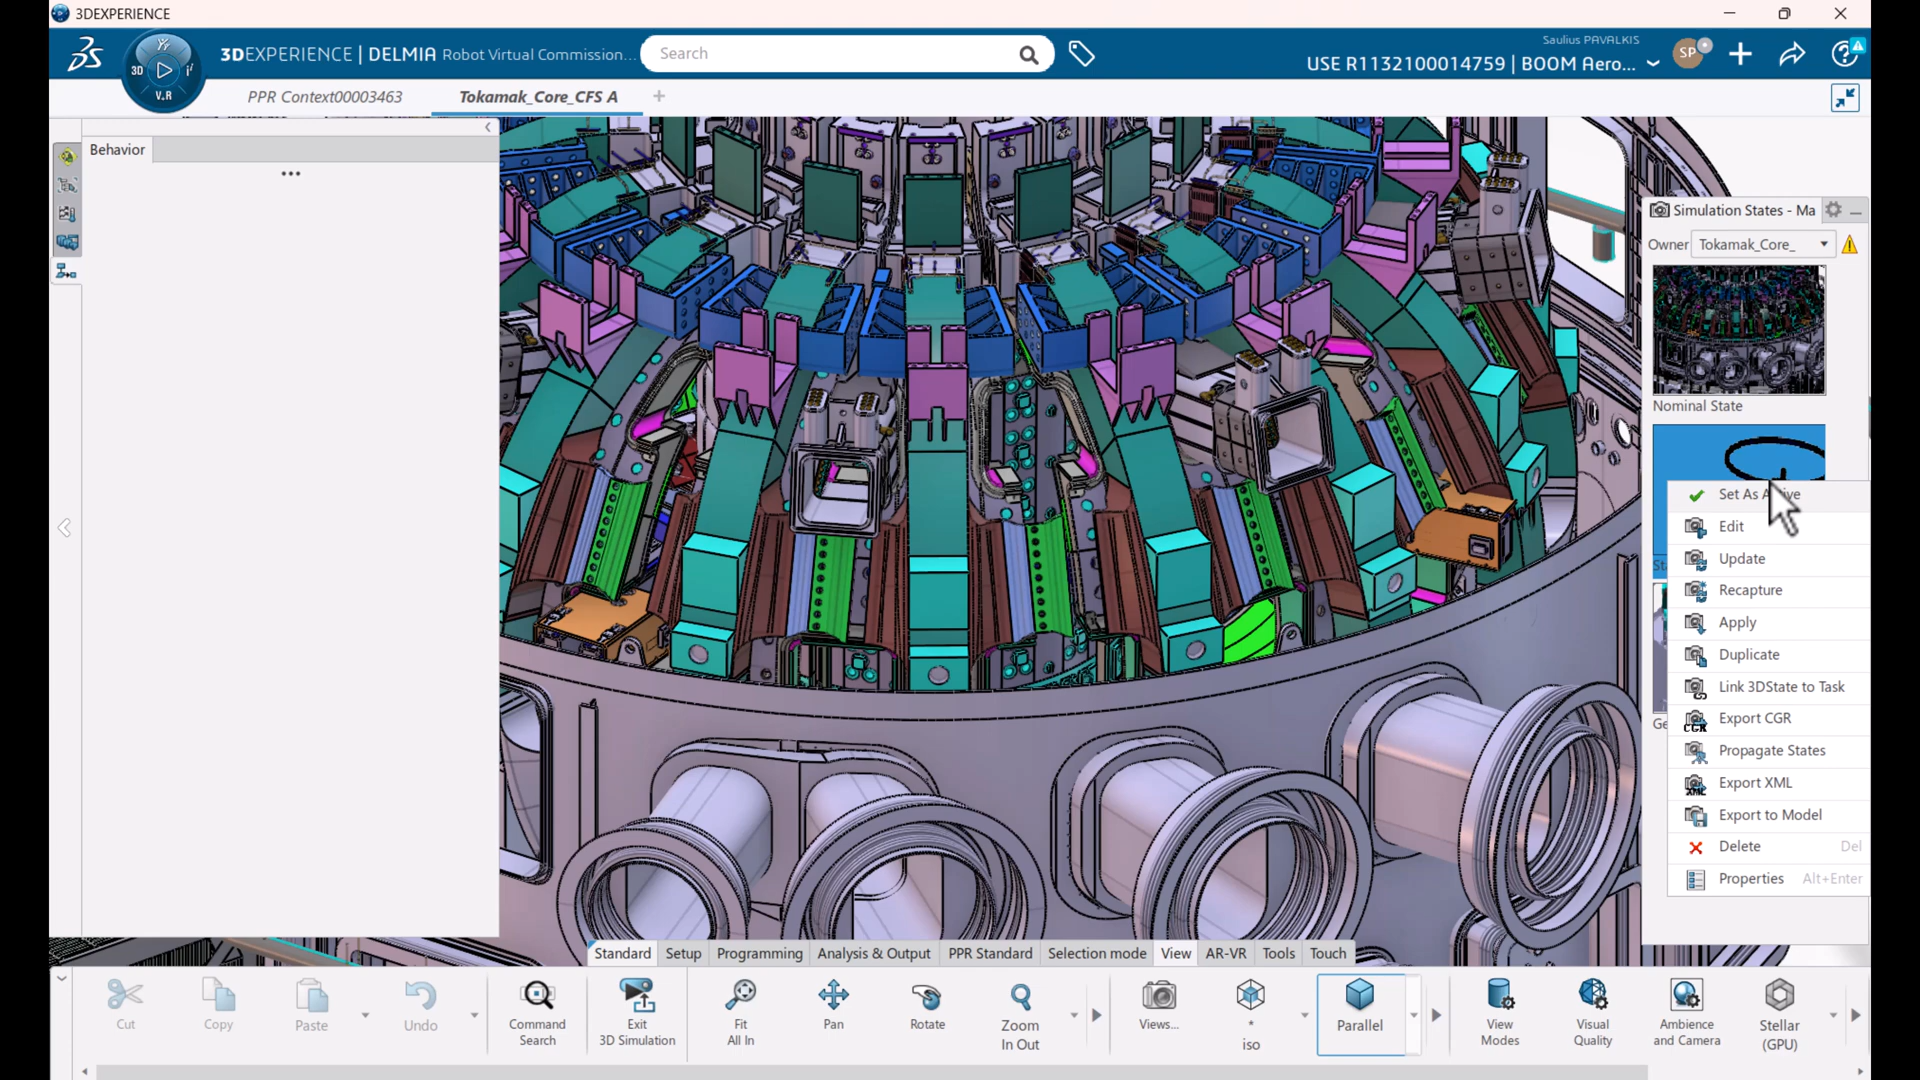 3DEXPERIENCE
3DEXPERIENCE | DELMIA Robot Virtual Commission...
Search
Saulius PAVALKIS
USE R1132100014759 | BOOM Aero...
SP
3D
V.R
PPR Context00003463
Tokamak_Core_CFS A
Behavior
Simulation States - Ma
Owner
Tokamak_Core_
Nominal State
Set As
Edit
Update
Recapture
Apply
Duplicate
Link 3DState to Task
Export CGR
Propagate States
Export XML
Export to Model
Delete Del
Properties Alt+Enter
Standard
Setup
Programming
Analysis & Output
PPR Standard
Selection mode
View
AR-VR
Tools
Touch
Cut
Copy
Paste
Undo
Command
Search
Exit
3D Simulation
Fit
All In
Pan
Rotate
Zoom
In Out
Views...
*
iso
Parallel
View
Modes
Visual
Quality
Ambience
and Camera
Stellar
(GPU)